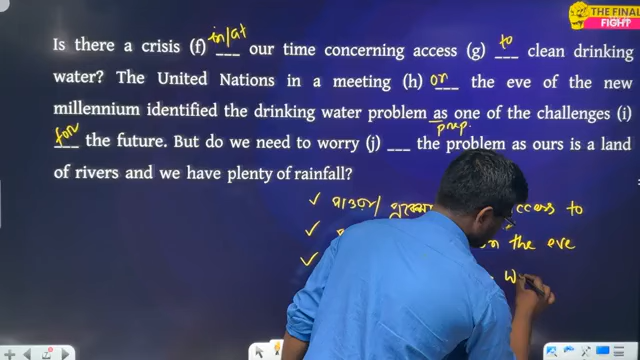 THE FINAL
FIGHT
in/at to
Is there a crisis (f) ___ our time concerning access (g) ___ clean drinking
water? The United Nations in a meeting (h) on ___ the eve of the new
millennium identified the drinking water problem as one of the challenges (i)
prep.
for ___ the future. But do we need to worry (j) ___ the problem as ours is a land
of rivers and we have plenty of rainfall?
✓ পাওয়া/ ccess to
✓ the eve
✓